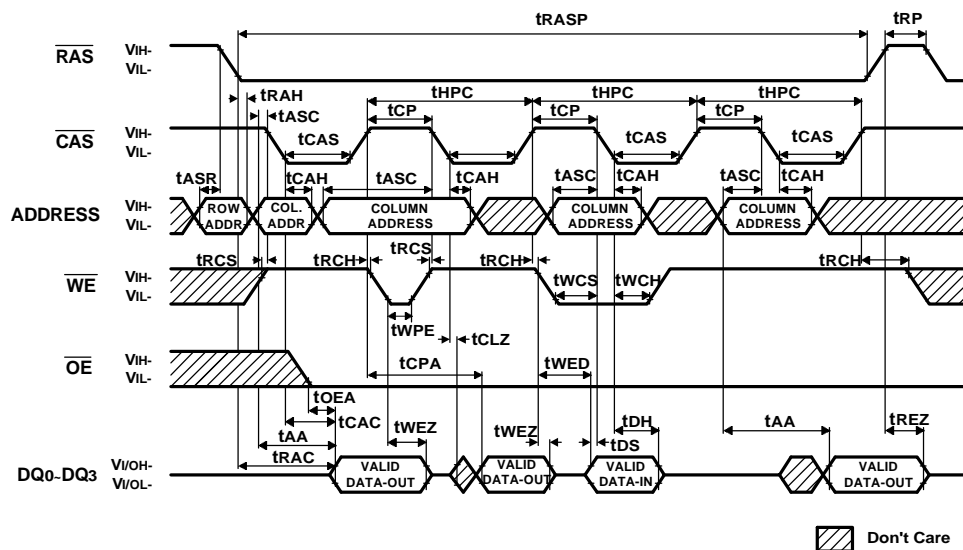 tRASP tRP
RAS VIH-
VIL-
tRAH tHPC tHPC tHPC
tASC tCP tCP tCP
CAS VIH-
VIL-
tCAS tCAS tCAS
tASR tCAH tASC tCAH tASC tCAH tASC tCAH
ADDRESS VIH-
VIL-
ROW ADDR
COL. ADDR
COLUMN ADDRESS
COLUMN ADDRESS
COLUMN ADDRESS
tRCS tRCH tRCS tRCH tRCH
WE VIH-
VIL-
tWCS tWCH
tWPE
tCLZ
OE VIH-
VIL-
tCPA tWED
tOEA
tCAC
tAA tWEZ tWEZ tDH tDS tAA tREZ
tRAC
DQ0~DQ3 VI/OH-
VI/OL-
VALID DATA-OUT
VALID DATA-OUT
VALID DATA-IN
VALID DATA-OUT
Don't Care